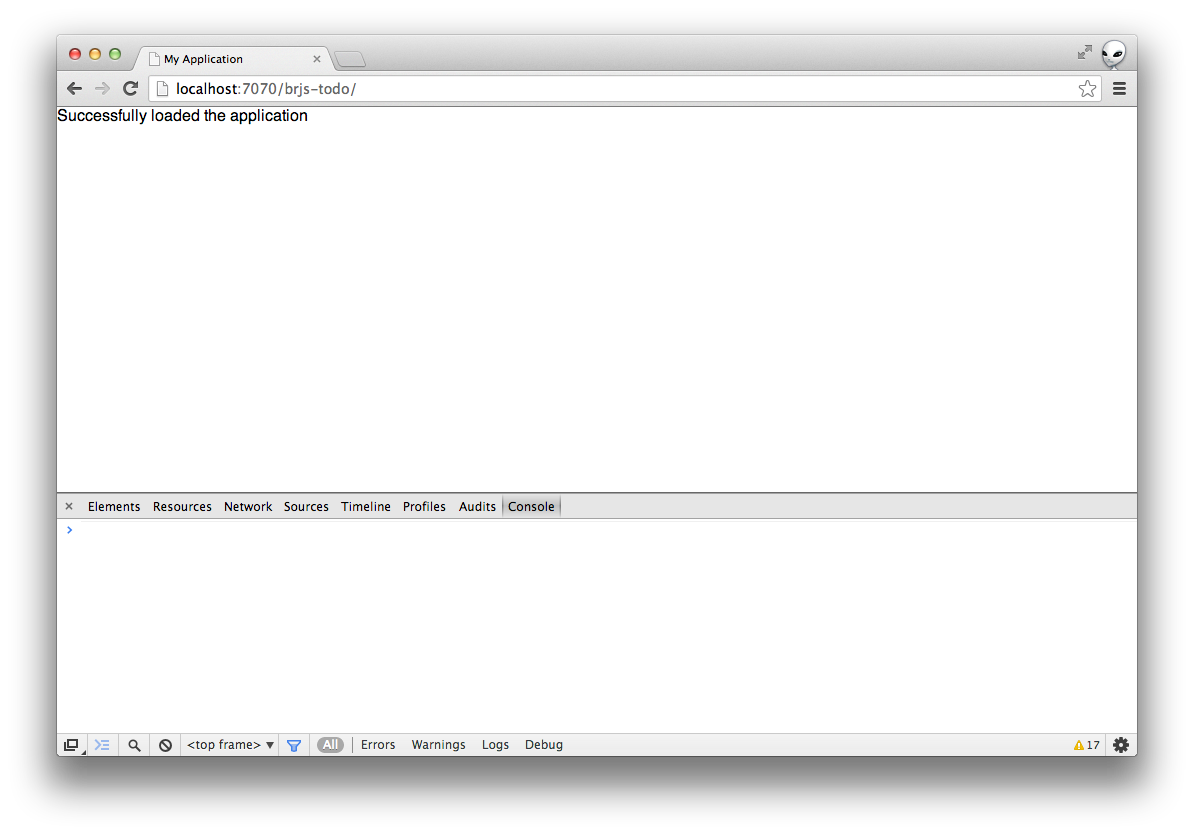 My Application
localhost:7070/brjs-todo/
Successfully loaded the application
Elements Resources Network Sources Timeline Profiles Audits Console
<top frame> All Errors Warnings Logs Debug 17